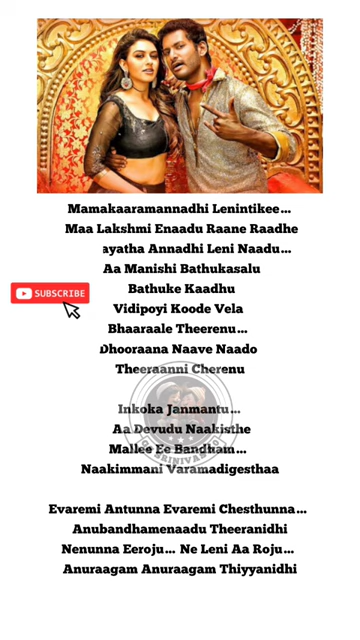 Mamakaaramannadhi Lenintikee...
Maa Lakshmi Enaadu Raane Raadhe
ayatha Annadhi Leni Naadu...
Aa Manishi Bathukasalu
SUBSCRIBE
Bathuke Kaadhu
Vidipoyi Koode Vela
Bhaaraale Theerenu...
Dhooraana Naave Naado
Theeraanni Cherenu
Inkoka Janmantu...
Aa Devudu Naakisthe
Mallee Ee Bandham...
Naakimmani Varamadigesthaa
Evaremi Antunna Evaremi Chesthunna...
Anubandhamenaadu Theeranidhi
Nenunna Eeroju... Ne Leni Aa Roju...
Anuraagam Anuraagam Thiyyanidhi